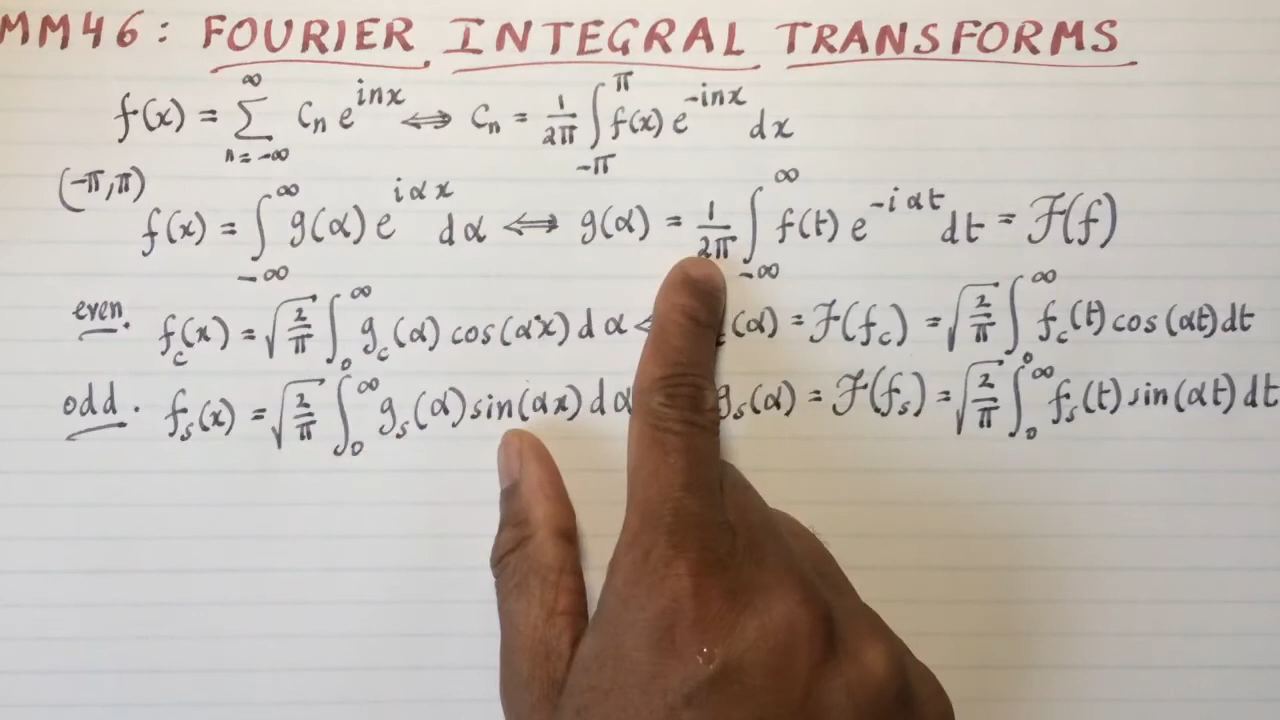 MM46: FOURIER INTEGRAL TRANSFORMS
f(x) = ∑_{n=-∞}^{∞} C_n e^{inx} ⟺ C_n = 1/2π ∫_{-π}^{π} f(x) e^{-inx} dx
(-π,π)
f(x) = ∫_{-∞}^{∞} g(α) e^{iαx} dα ⟺ g(α) = 1/2π ∫_{-∞}^{∞} f(t) e^{-iαt} dt = ℱ(f)
even. f_c(x) = √(2/π) ∫_0^∞ g_c(α) cos(αx) dα (α) = ℱ(f_c) = √(2/π) ∫_0^∞ f_c(t) cos(αt) dt
odd. f_s(x) = √(2/π) ∫_0^∞ g_s(α) sin(αx) dα g_s(α) = ℱ(f_s) = √(2/π) ∫_0^∞ f_s(t) sin(αt) dt